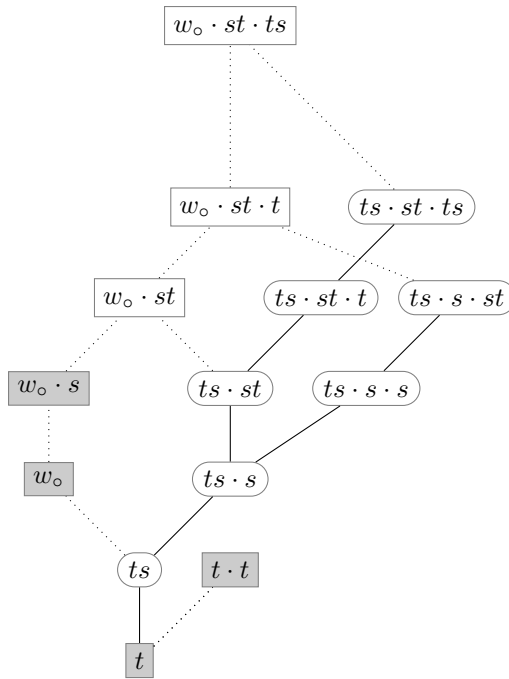 w∘ · st · ts
w∘ · st · t
ts · st · ts
w∘ · st
ts · st · t
ts · s · st
w∘ · s
ts · st
ts · s · s
w∘
ts · s
ts
t · t
t